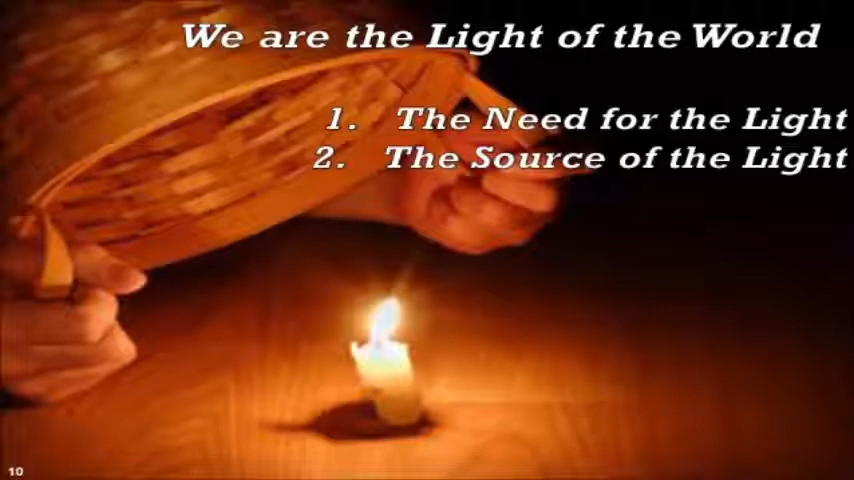 We are the Light of the World
1. The Need for the Light
2. The Source of the Light
10